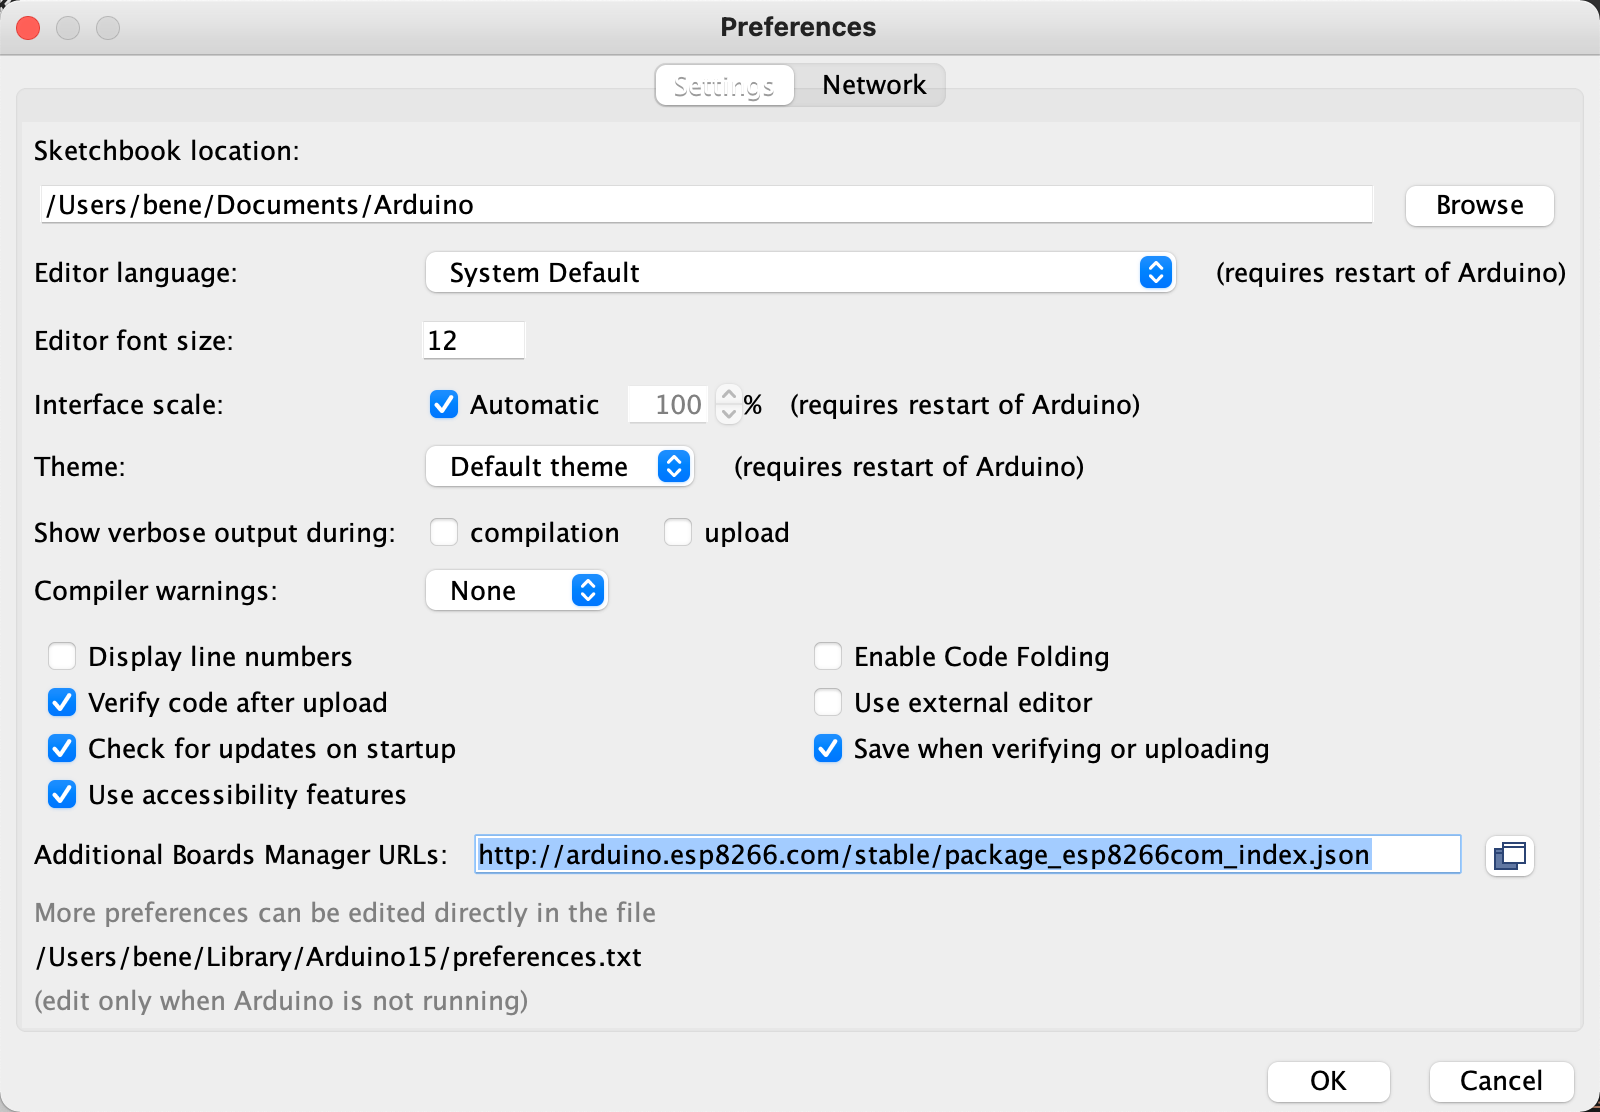 Preferences
Settings Network
Sketchbook location:
/Users/bene/Documents/Arduino Browse
Editor language: System Default (requires restart of Arduino)
Editor font size: 12
Interface scale: Automatic 100 % (requires restart of Arduino)
Theme: Default theme (requires restart of Arduino)
Show verbose output during: compilation upload
Compiler warnings: None
Display line numbers Enable Code Folding
Verify code after upload Use external editor
Check for updates on startup Save when verifying or uploading
Use accessibility features
Additional Boards Manager URLs: http://arduino.esp8266.com/stable/package_esp8266com_index.json
More preferences can be edited directly in the file
/Users/bene/Library/Arduino15/preferences.txt
(edit only when Arduino is not running)
OK Cancel